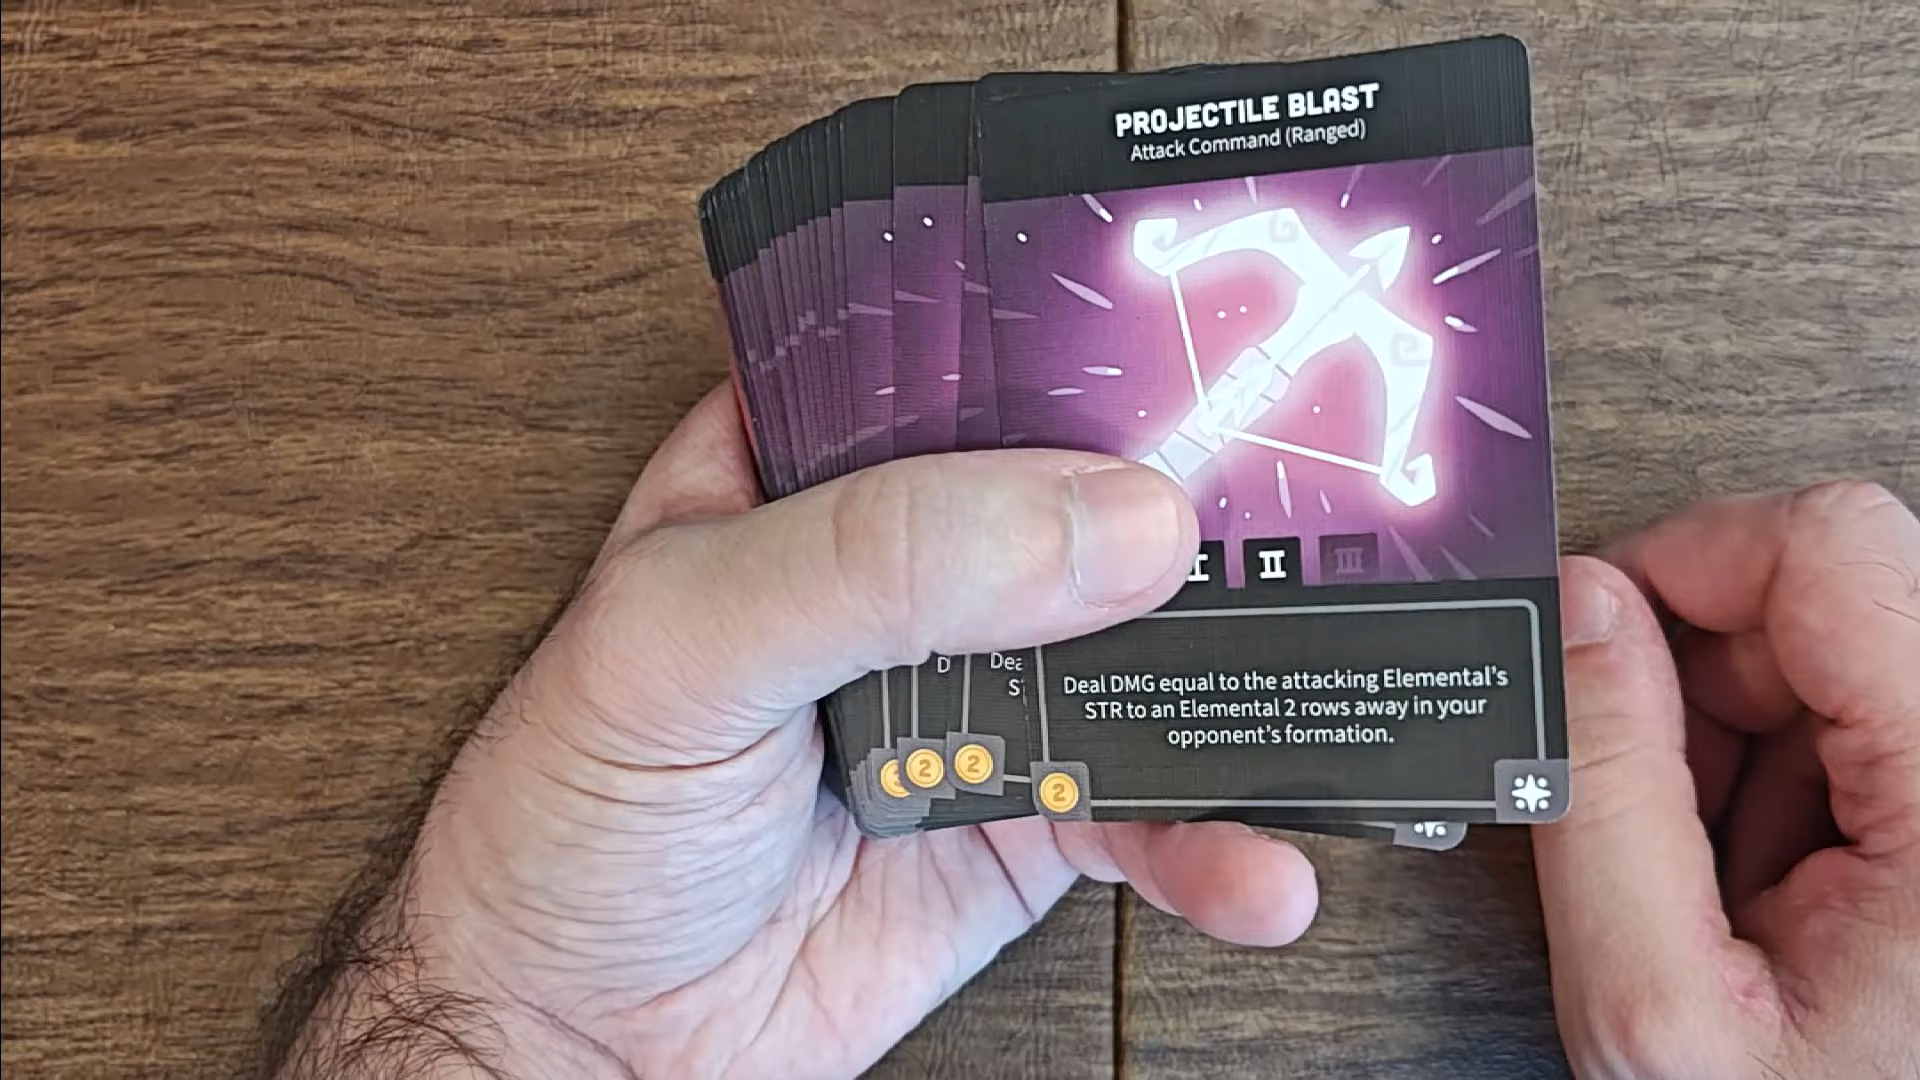 PROJECTILE BLAST
Attack Command (Ranged)
I II III
D
Dea
S
Deal DMG equal to the attacking Elemental's
STR to an Elemental 2 rows away in your
opponent's formation.
2
2
2